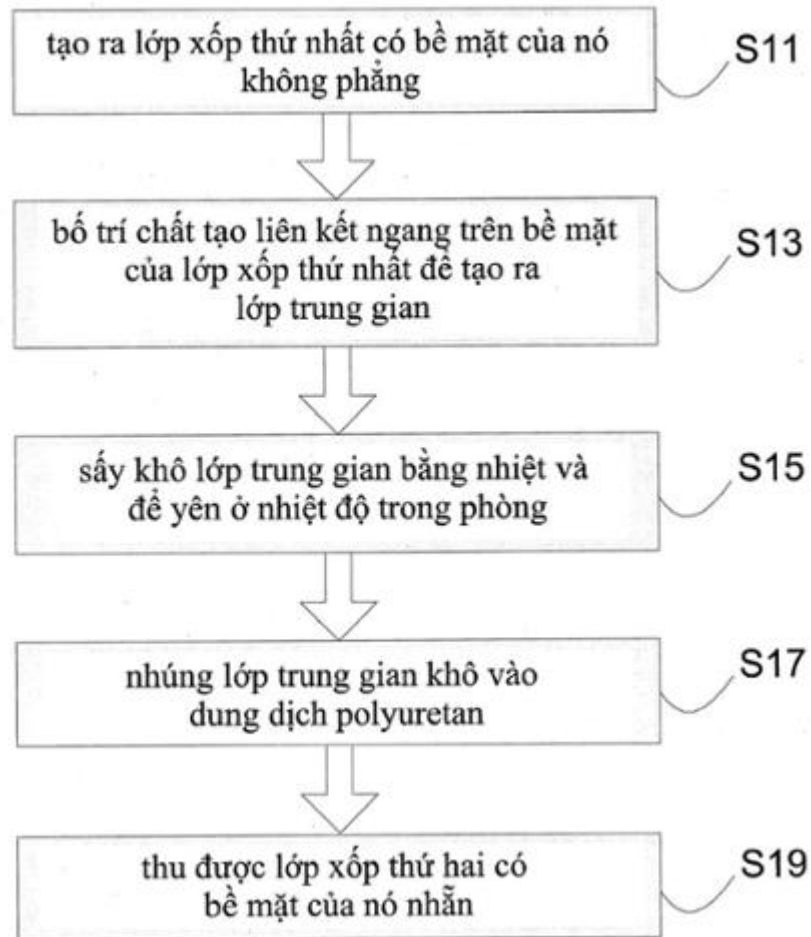 tạo ra lớp xốp thứ nhất có bề mặt của nó
không phẳng
S11
bố trí chất tạo liên kết ngang trên bề mặt
của lớp xốp thứ nhất để tạo ra
lớp trung gian
S13
sấy khô lớp trung gian bằng nhiệt và
để yên ở nhiệt độ trong phòng
S15
nhúng lớp trung gian khô vào
dung dịch polyuretan
S17
thu được lớp xốp thứ hai có
bề mặt của nó nhẵn
S19